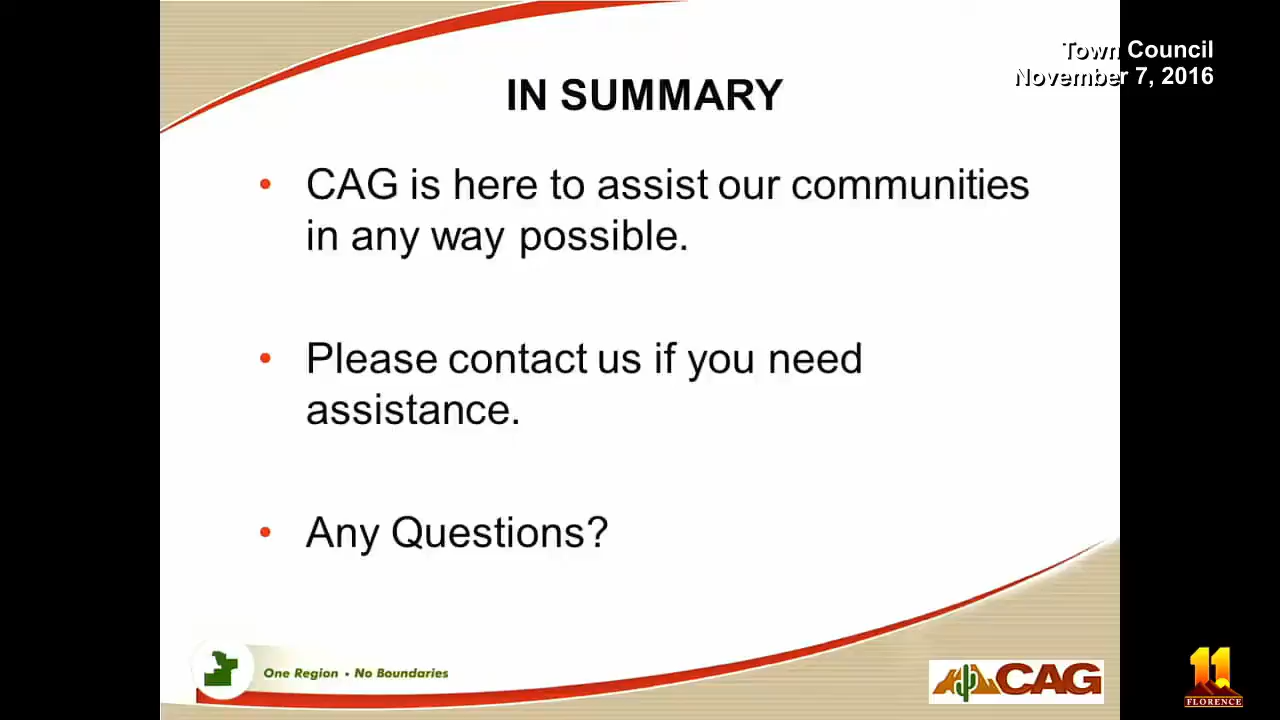 Town Council
November 7, 2016
IN SUMMARY
• CAG is here to assist our communities
in any way possible.
• Please contact us if you need
assistance.
• Any Questions?
One Region • No Boundaries
CAG
11
FLORENCE